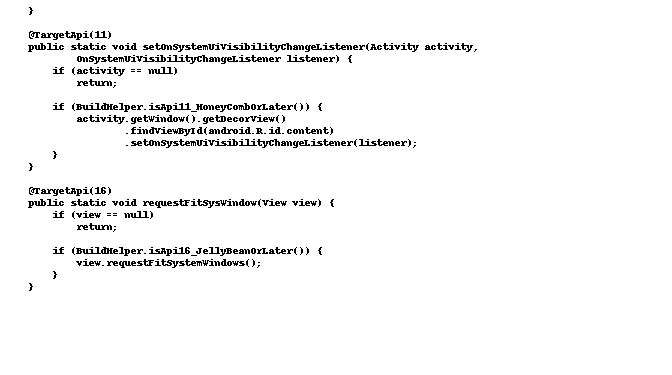 }
@TargetApi(11)
public static void setOnSystemUiVisibilityChangeListener(Activity activity,
OnSystemUiVisibilityChangeListener listener) {
if (activity == null)
return;
if (BuildHelper.isApi11_HoneyCombOrLater()) {
activity.getWindow().getDecorView()
.findViewById(android.R.id.content)
.setOnSystemUiVisibilityChangeListener(listener);
}
}
@TargetApi(16)
public static void requestFitSysWindow(View view) {
if (view == null)
return;
if (BuildHelper.isApi16_JellyBeanOrLater()) {
view.requestFitSystemWindows();
}
}